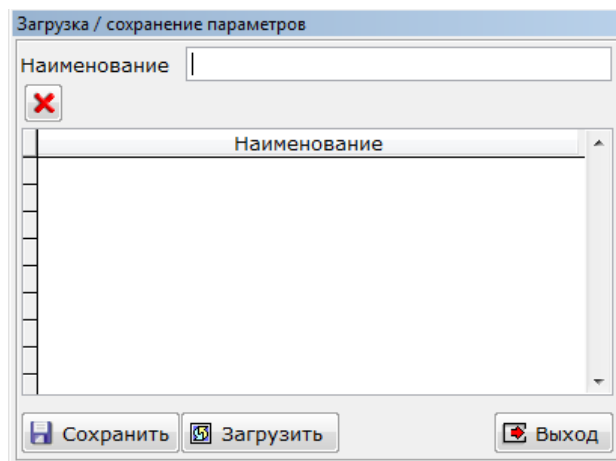 Загрузка / сохранение параметров
Наименование
Наименование
Сохранить Загрузить Выход